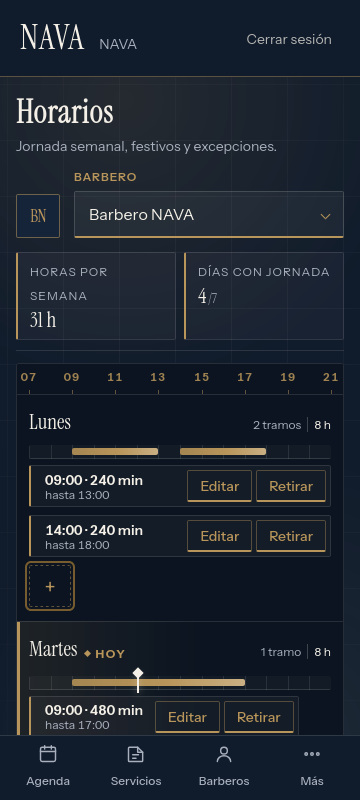 NAVA NAVA Cerrar sesión
Horarios
Jornada semanal, festivos y excepciones.
BARBERO
BN Barbero NAVA
HORAS POR SEMANA
31 h
DÍAS CON JORNADA
4 /7
07 09 11 13 15 17 19 21
Lunes 2 tramos 8 h
09:00 · 240 min
hasta 13:00
Editar Retirar
14:00 · 240 min
hasta 18:00
Editar Retirar
+
Martes ◆ HOY 1 tramo 8 h
09:00 · 480 min
hasta 17:00
Editar Retirar
Agenda Servicios Barberos Más